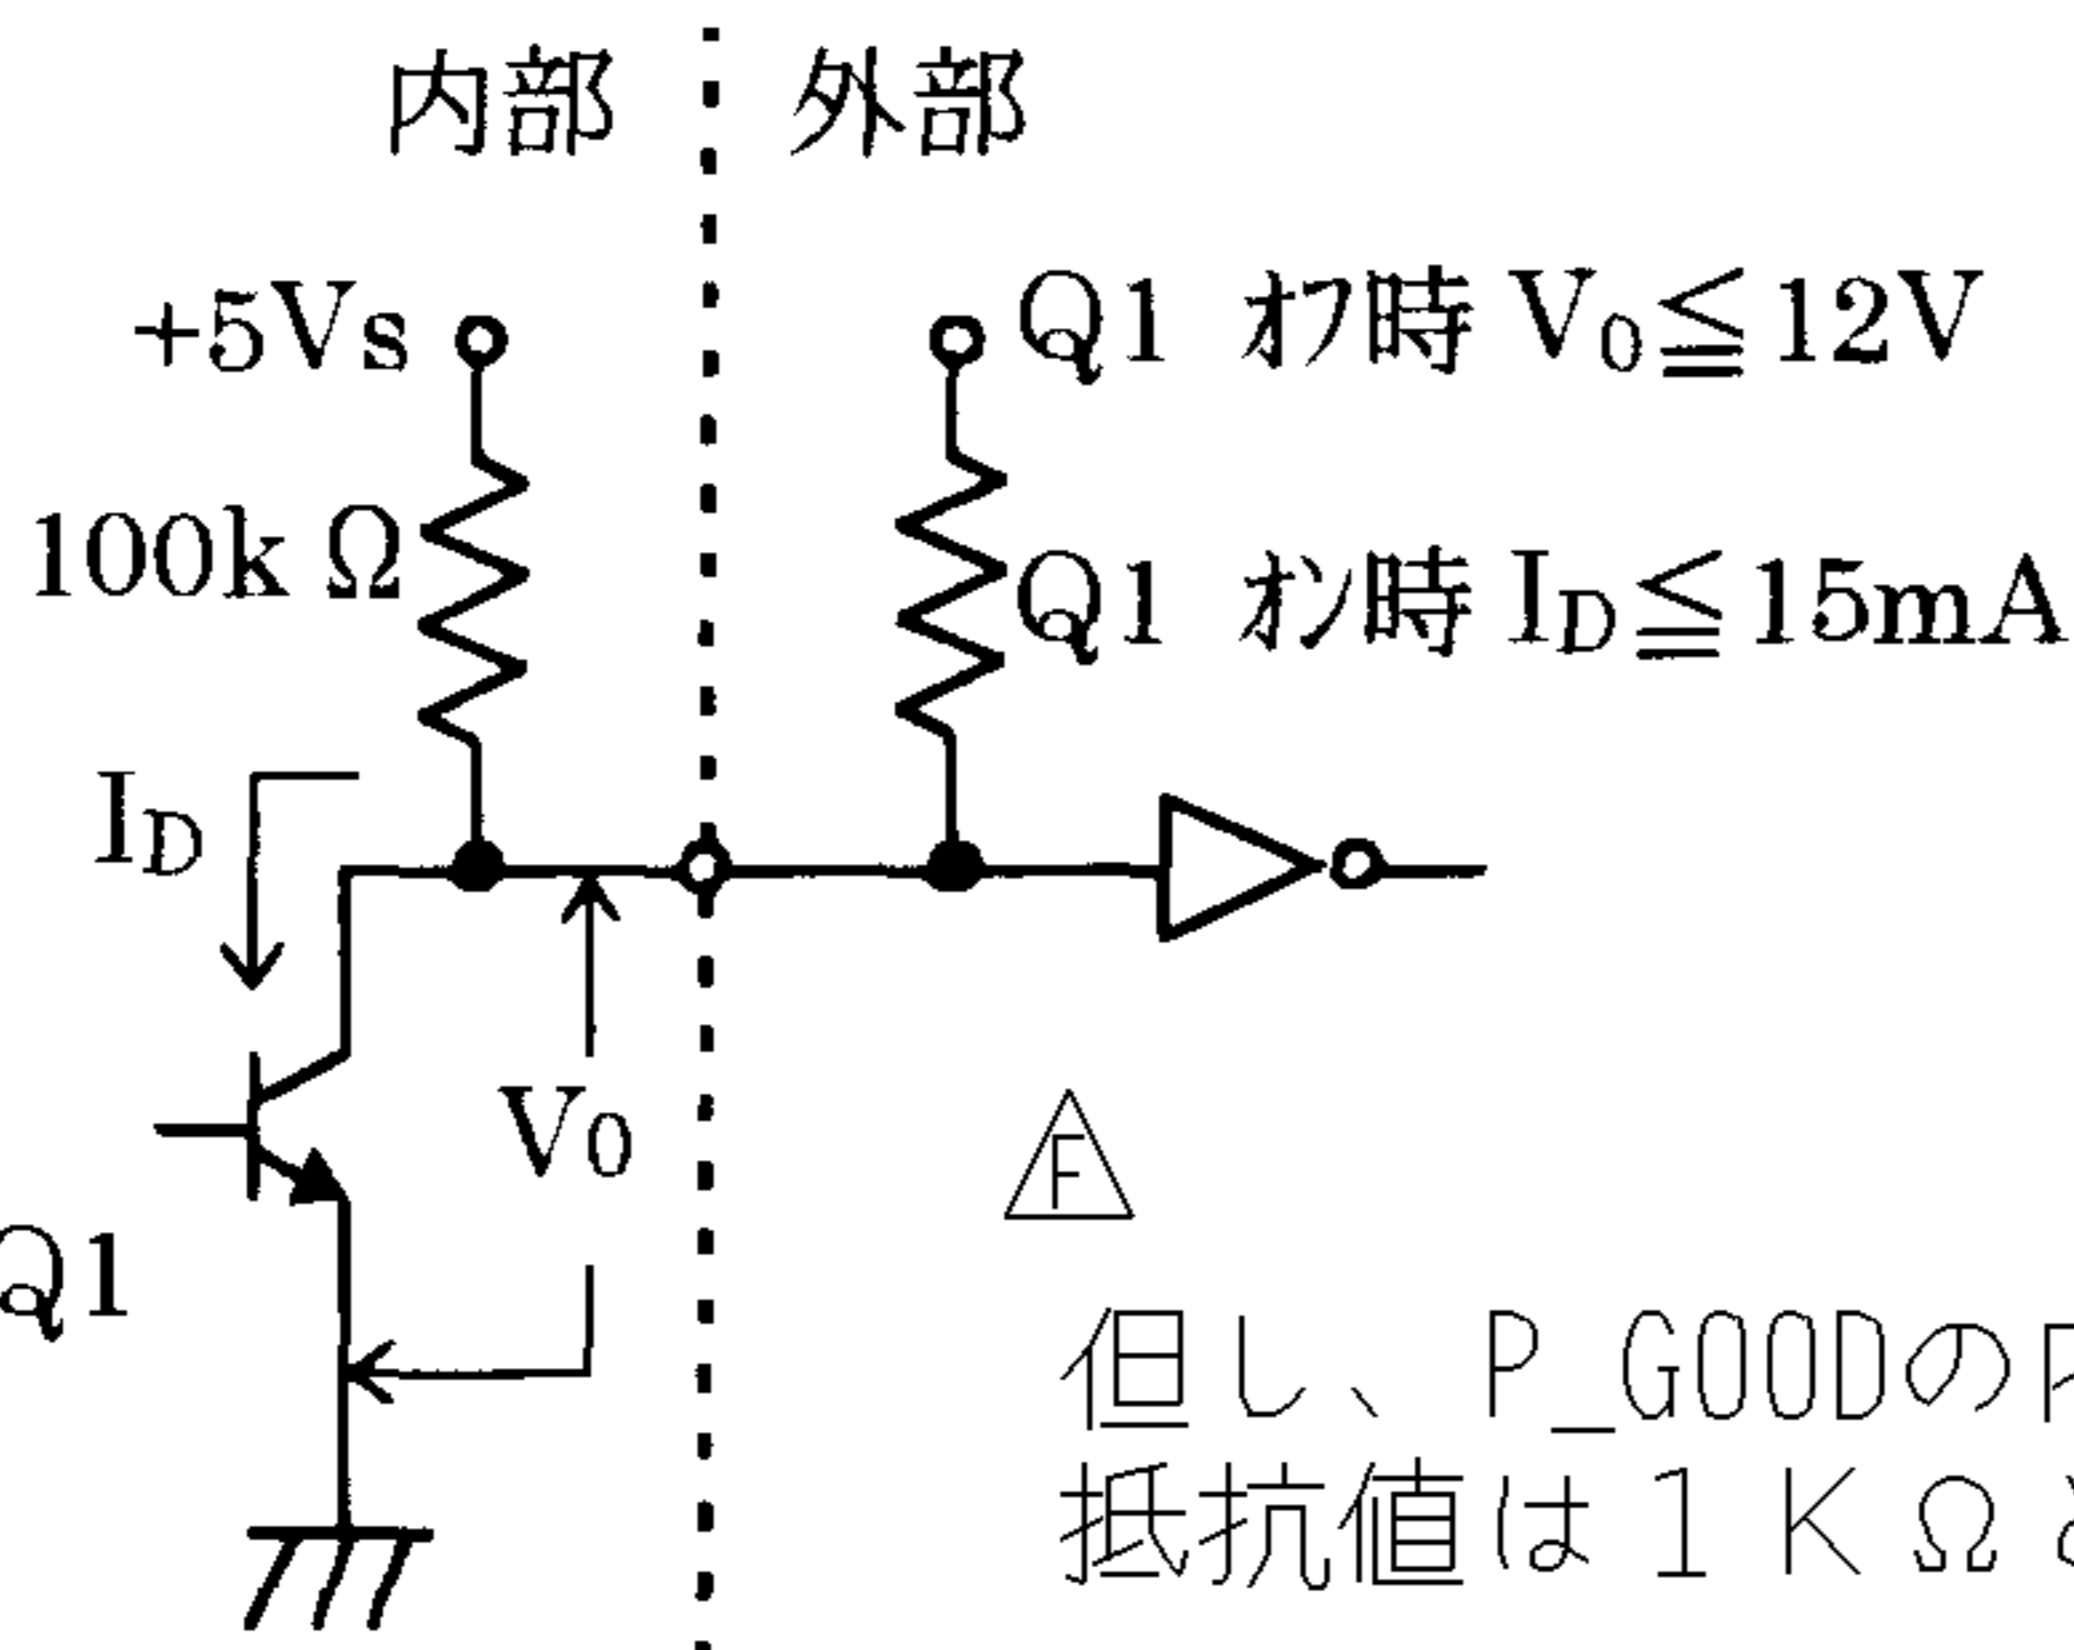 内部 外部
+5Vs
Q1 ｵﾌ時 V0≦12V
100kΩ
Q1 ｵﾝ時 ID≦15mA
ID
V0
F
Q1
但し、P_GOODの
抵抗値は1KΩ